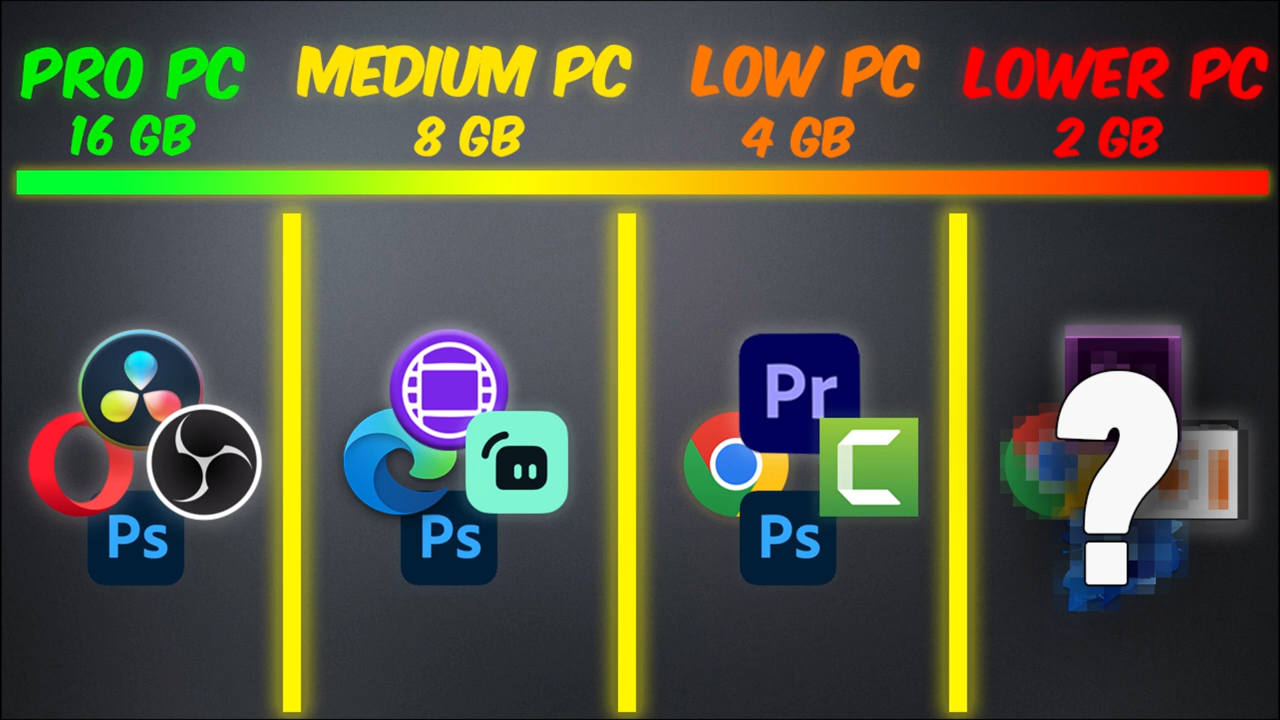 PRO PC
16 GB
MEDIUM PC
8 GB
LOW PC
4 GB
LOWER PC
2 GB
Ps
Ps
Pr
Ps
?